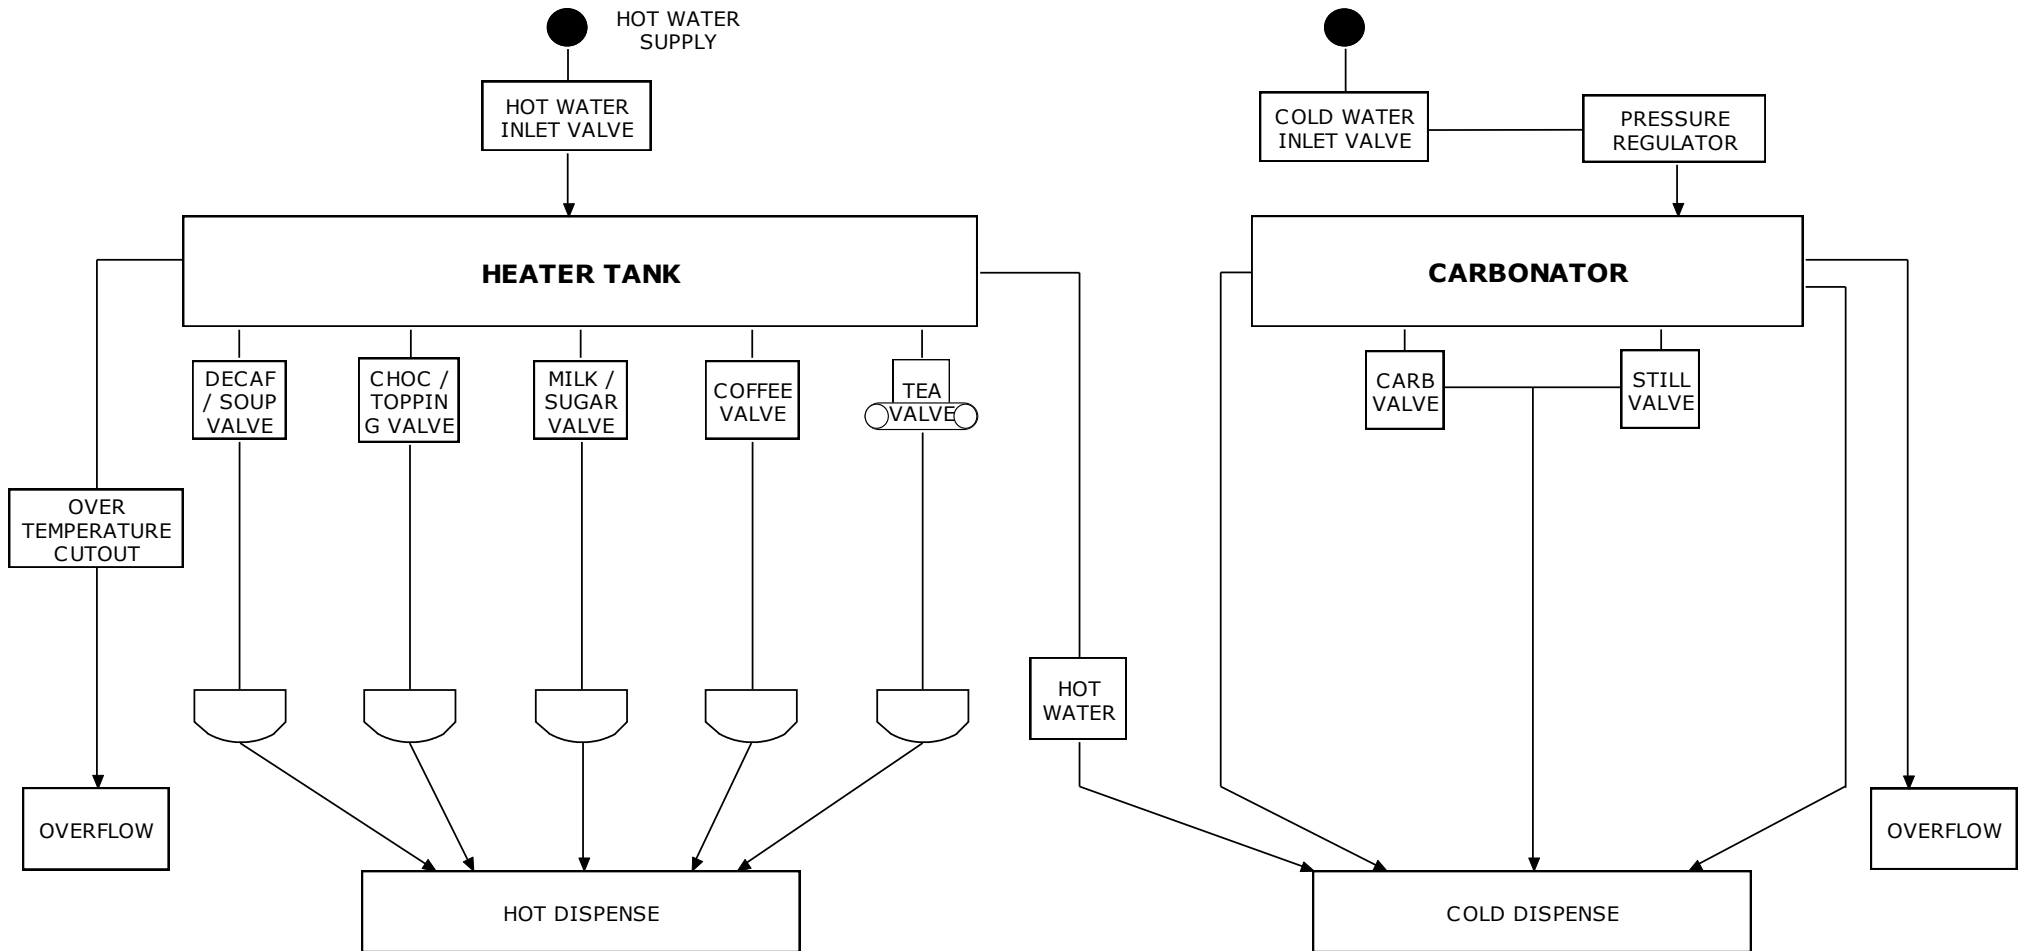 HOT WATER
SUPPLY
HOT WATER
INLET VALVE
COLD WATER
INLET VALVE
PRESSURE
REGULATOR
HEATER TANK
CARBONATOR
DECAF
/ SOUP
VALVE
CHOC /
TOPPIN
G VALVE
MILK /
SUGAR
VALVE
COFFEE
VALVE
TEA
VALVE
CARB
VALVE
STILL
VALVE
OVER
TEMPERATURE
CUTOUT
HOT
WATER
OVERFLOW
OVERFLOW
HOT DISPENSE
COLD DISPENSE